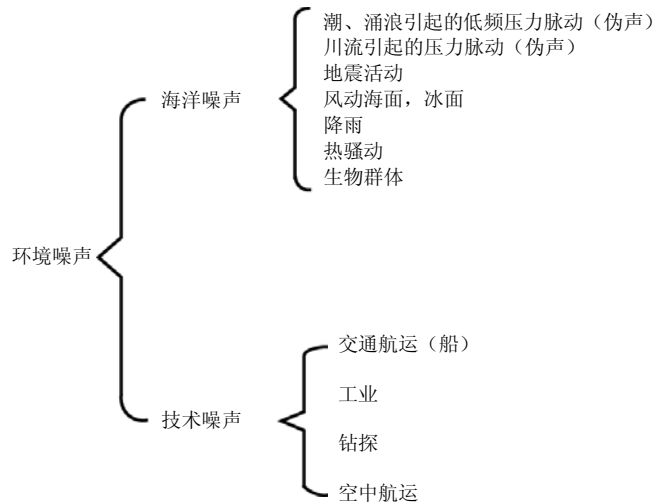 潮、涌浪引起的低频压力脉动（伪声）
川流引起的压力脉动（伪声）
地震活动
海洋噪声
风动海面，冰面
降雨
热骚动
生物群体
环境噪声
交通航运（船）
工业
技术噪声
钻探
空中航运